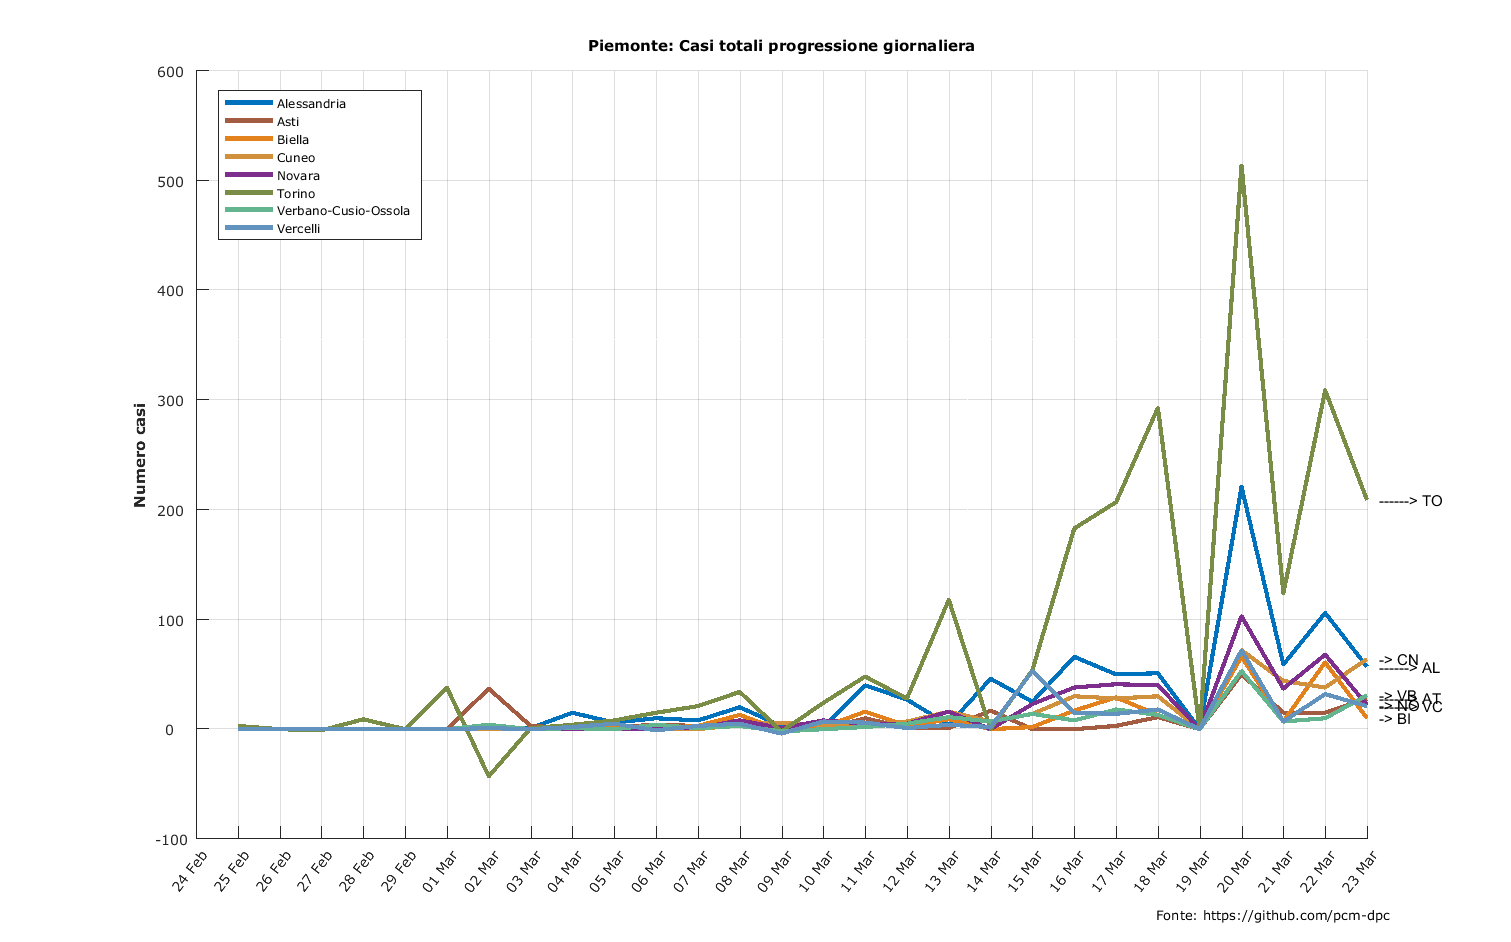 Piemonte: Casi totali progressione giornaliera
600
500
400
300
200
100
0
-100
Numero casi
Alessandria
Asti
Biella
Cuneo
Novara
Torino
Verbano-Cusio-Ossola
Vercelli
------> TO
-> CN
------> AL
-> VB
------> AT
-> NO
------> VC
-> BI
24 Feb
25 Feb
26 Feb
27 Feb
28 Feb
29 Feb
01 Mar
02 Mar
03 Mar
04 Mar
05 Mar
06 Mar
07 Mar
08 Mar
09 Mar
10 Mar
11 Mar
12 Mar
13 Mar
14 Mar
15 Mar
16 Mar
17 Mar
18 Mar
19 Mar
20 Mar
21 Mar
22 Mar
23 Mar
Fonte: https://github.com/pcm-dpc